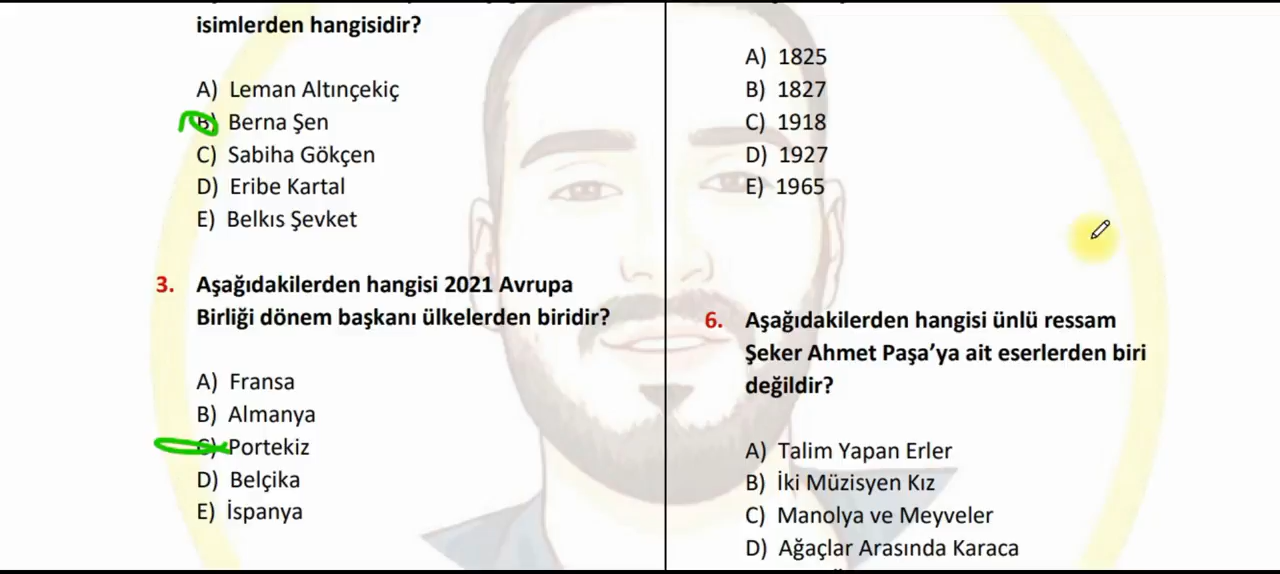 isimlerden hangisidir?
A) Leman Altınçekiç
B) Berna Şen
C) Sabiha Gökçen
D) Eribe Kartal
E) Belkıs Şevket
3. Aşağıdakilerden hangisi 2021 Avrupa
Birliği dönem başkanı ülkelerden biridir?
A) Fransa
B) Almanya
C) Portekiz
D) Belçika
E) İspanya
A) 1825
B) 1827
C) 1918
D) 1927
E) 1965
6. Aşağıdakilerden hangisi ünlü ressam
Şeker Ahmet Paşa’ya ait eserlerden biri
değildir?
A) Talim Yapan Erler
B) İki Müzisyen Kız
C) Manolya ve Meyveler
D) Ağaçlar Arasında Karaca